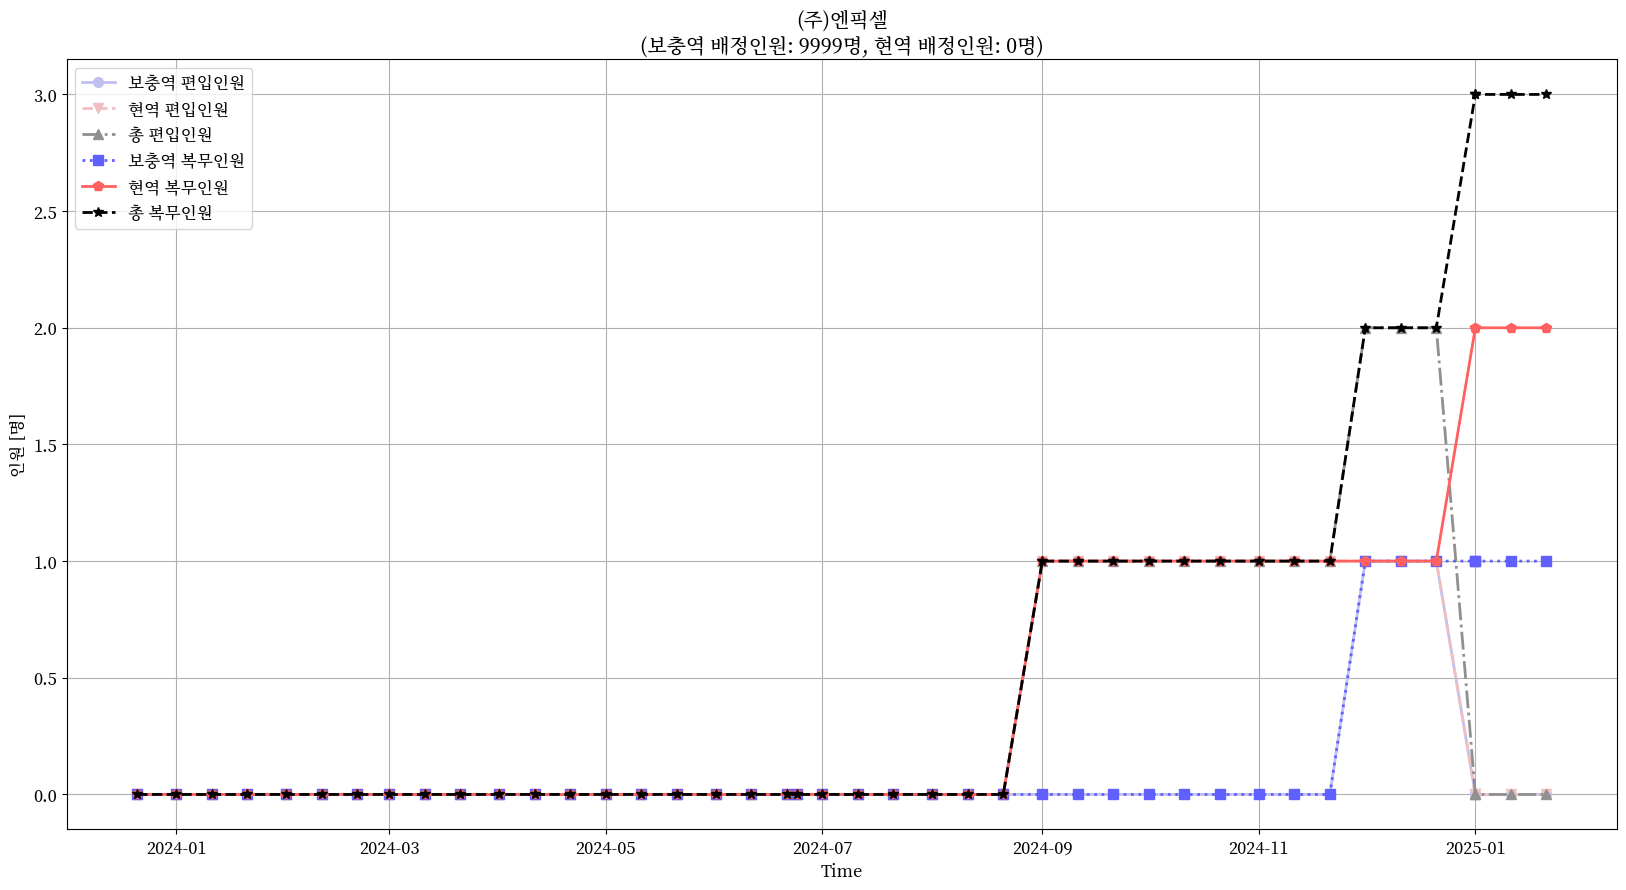 (주)엔픽셀
(보충역 배정인원: 9999명, 현역 배정인원: 0명)
보충역 편입인원
현역 편입인원
총 편입인원
보충역 복무인원
현역 복무인원
총 복무인원
3.0
2.5
2.0
1.5
1.0
0.5
0.0
인원 [명]
2024-01
2024-03
2024-05
2024-07
2024-09
2024-11
2025-01
Time